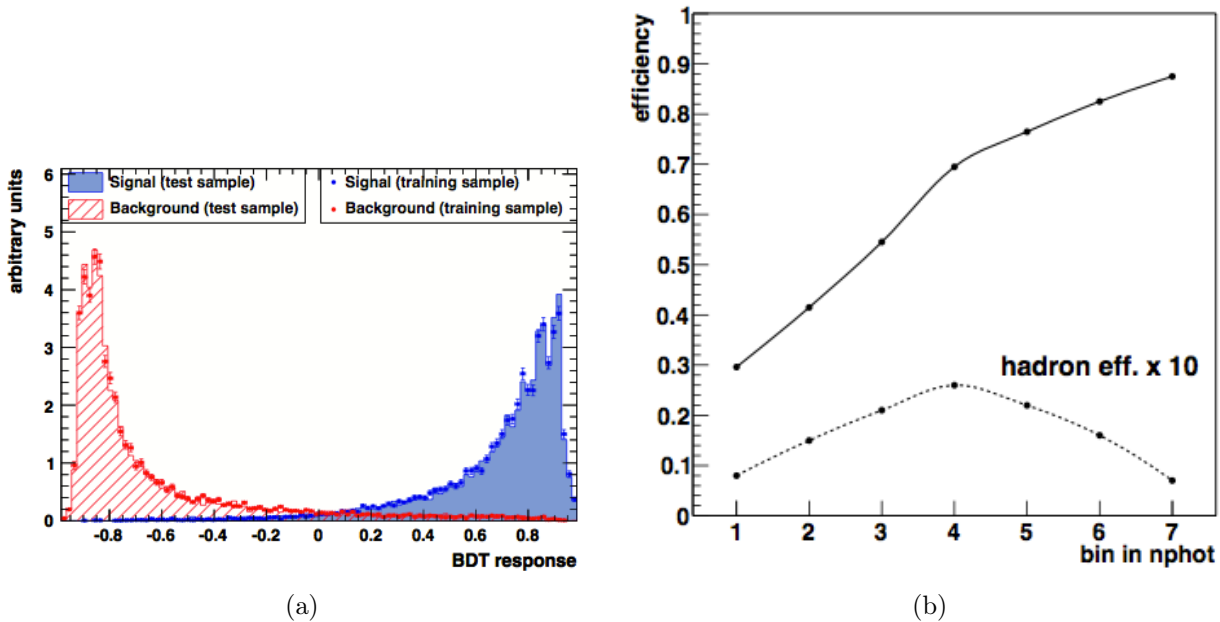 Signal (test sample)
Background (test sample)
Signal (training sample)
Background (training sample)
arbitrary units
6
5
4
3
2
1
0
-0.8 -0.6 -0.4 -0.2 0 0.2 0.4 0.6 0.8
BDT response
(a)
efficiency
1
0.9
0.8
0.7
0.6
0.5
0.4
0.3
0.2
0.1
0
hadron eff. x 10
1 2 3 4 5 6 7
bin in nphot
(b)